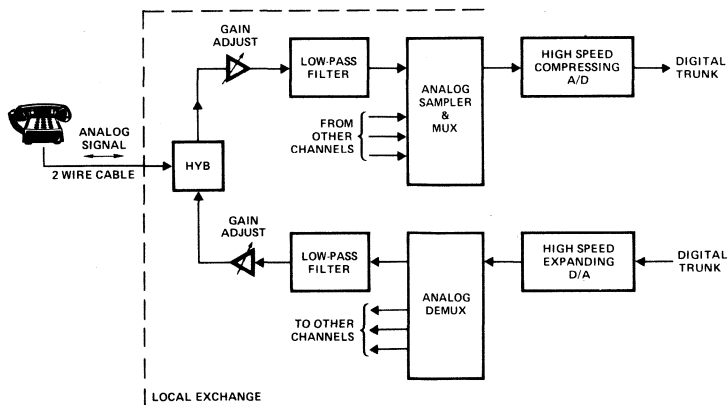 GAIN
ADJUST
LOW-PASS
FILTER
ANALOG
SAMPLER
&
MUX
HIGH SPEED
COMPRESSING
A/D
DIGITAL
TRUNK
FROM
OTHER
CHANNELS
ANALOG
SIGNAL
2 WIRE CABLE
HYB
GAIN
ADJUST
LOW-PASS
FILTER
ANALOG
DEMUX
HIGH SPEED
EXPANDING
D/A
DIGITAL
TRUNK
TO OTHER
CHANNELS
LOCAL EXCHANGE